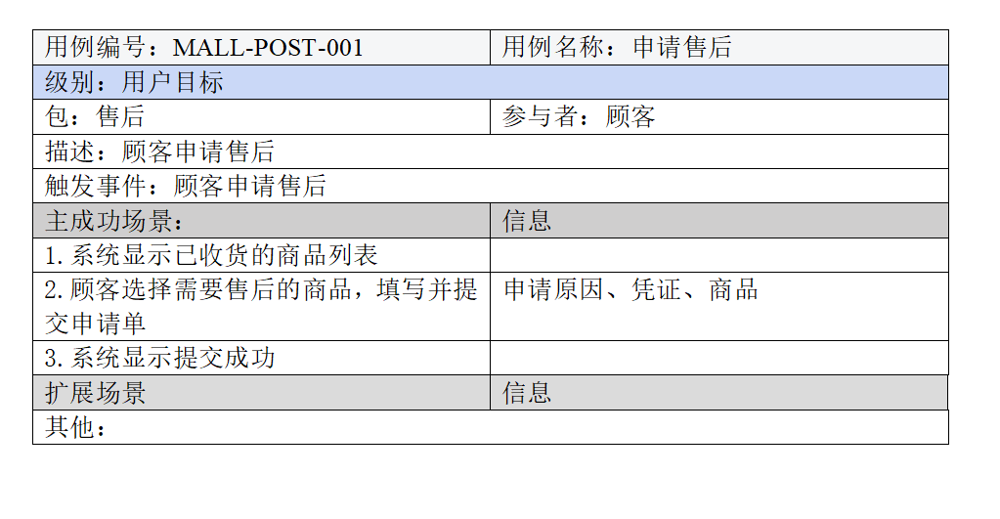 用例编号：MALL-POST-001 用例名称：申请售后
级别：用户目标
包：售后 参与者：顾客
描述：顾客申请售后
触发事件：顾客申请售后
主成功场景： 信息
1.系统显示已收货的商品列表
2.顾客选择需要售后的商品，填写并提 申请原因、凭证、商品
交申请单
3.系统显示提交成功
扩展场景 信息
其他：